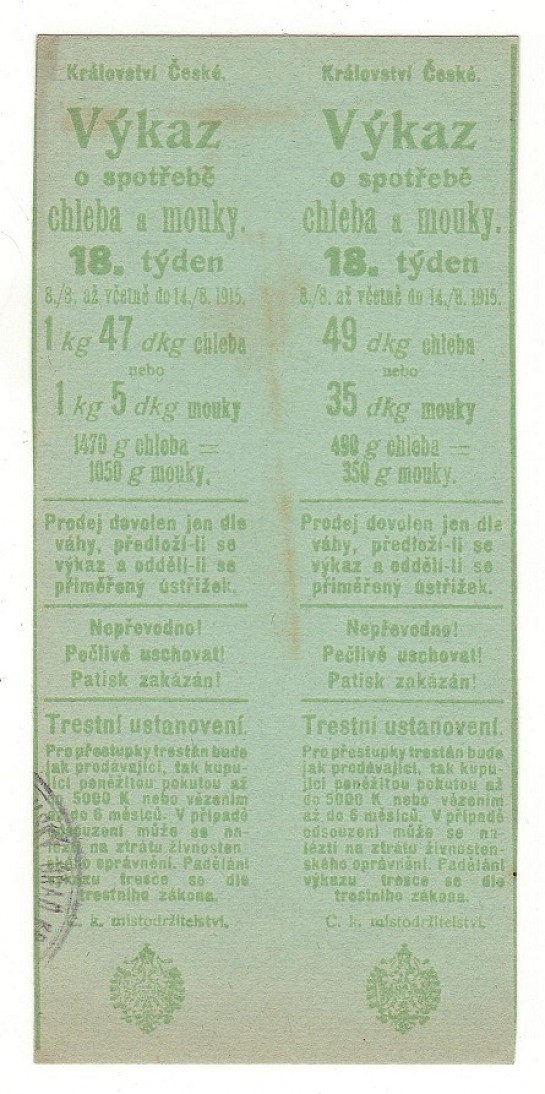 Království České.
Výkaz
o spotřebě
chleba a mouky.
18. týden
8./8. až včetně do 14./8. 1915.
1 kg 47 dkg chleba
nebo
1 kg 5 dkg mouky
1470 g chleba =
1050 g mouky.
Prodej dovolen jen dle
váhy, předloží-li se
výkaz a oddělí-li se
přiměřený ústřižek.
Nepřevodno!
Pečlivě uschovat!
Patisk zakázán!
Trestní ustanovení.
Pro přestupky trestán bude
jak prodávající, tak kupu-
jící peněžitou pokutou až
do 5000 K nebo vězením
až do 6 měsíců. V případě
odsouzení může se na-
lézti na ztrátu živnosten-
ského oprávnění. Padělání
výkazu tresce se dle
trestního zákona.
C. k. místodržitelství.
Království České.
Výkaz
o spotřebě
chleba a mouky.
18. týden
8./8. až včetně do 14./8. 1915.
49 dkg chleba
nebo
35 dkg mouky
490 g chleba =
350 g mouky.
Prodej dovolen jen dle
váhy, předloží-li se
výkaz a oddělí-li se
přiměřený ústřižek.
Nepřevodno!
Pečlivě uschovat!
Patisk zakázán!
Trestní ustanovení.
Pro přestupky trestán bude
jak prodávající, tak kupu-
jící peněžitou pokutou až
do 5000 K nebo vězením
až do 6 měsíců. V případě
odsouzení může se na-
lézti na ztrátu živnosten-
ského oprávnění. Padělání
výkazu tresce se dle
trestního zákona.
C. k. místodržitelství.